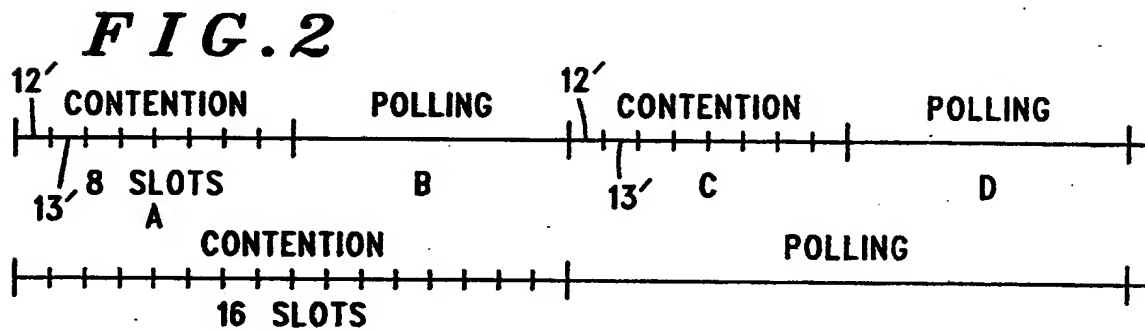 FIG.2
12' 12'
CONTENTION POLLING CONTENTION POLLING
13' 8 SLOTS B 13' C D
A
CONTENTION POLLING
16 SLOTS